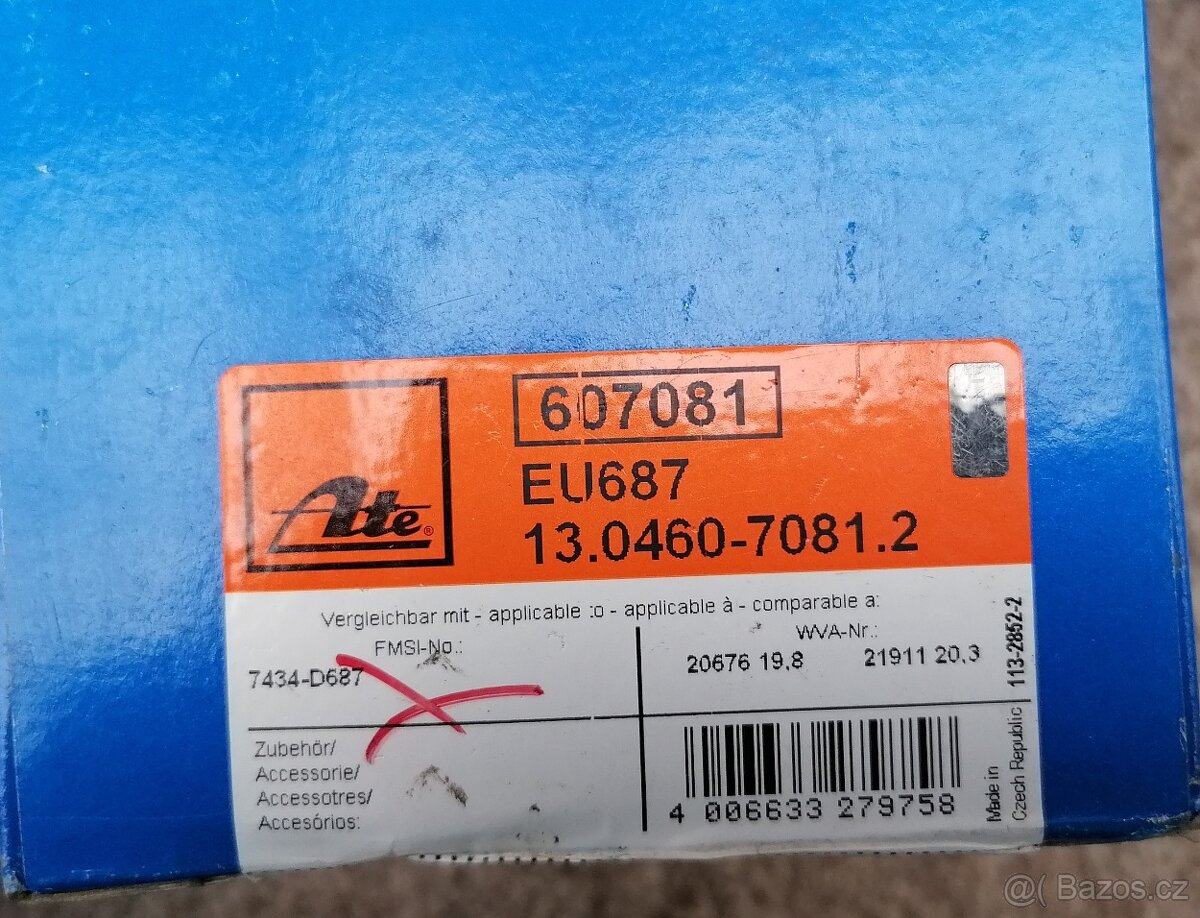 Ate®
607081
EU687
13.0460-7081.2
Vergleichbar mit - applicable :o - applicable à - comparable a:
FMSI-No.:
7434-D687
WVA-Nr.:
20676 19,8 21911 20,3
113-2852-2
Zubehör/
Accessorie/
Accessotres/
Accesórios:
4 006633 279758
Made in
Czech Republic
@( Bazos.cz